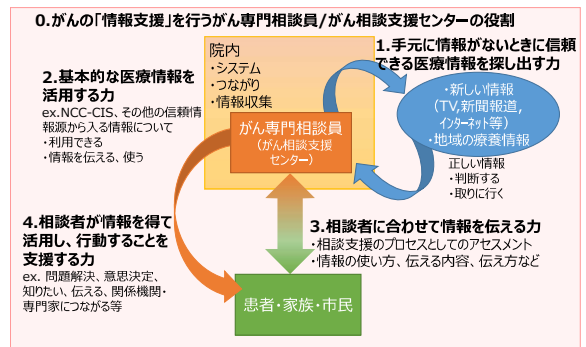 0.がんの「情報支援」を行うがん専門相談員/がん相談支援センターの役割
院内
・システム
・つながり
・情報収集
1.手元に情報がないときに信頼
できる医療情報を探し出す力
2.基本的な医療情報を
活用する力
ex.NCC-CIS、その他の信頼情
報源から入る情報について
・利用できる
・情報を伝える、使う
・新しい情報
（TV,新聞報道,
インターネット等）
・地域の療養情報
がん専門相談員
（がん相談支援
センター）
正しい情報
・判断する
・取りに行く
4.相談者が情報を得て
活用し、行動することを
支援する力
ex. 問題解決、意思決定、
知りたい、伝える、関係機関・
専門家につながる等
3.相談者に合わせて情報を伝える力
・相談支援のプロセスとしてのアセスメント
・情報の使い方、伝える内容、伝え方など
患者・家族・市民